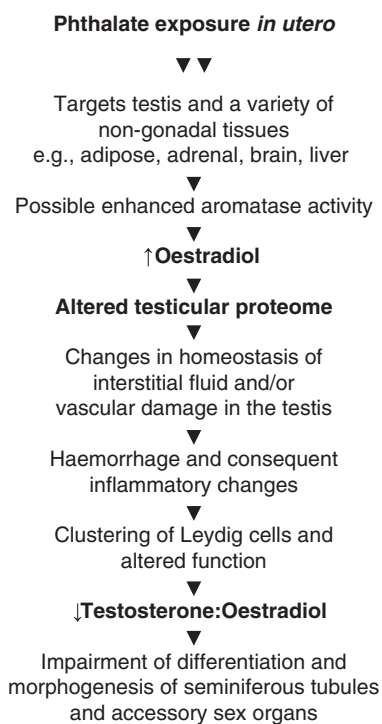 Phthalate exposure in utero
▼▼
Targets testis and a variety of
non-gonadal tissues
e.g., adipose, adrenal, brain, liver
▼
Possible enhanced aromatase activity
▼
↑Oestradiol
▼
Altered testicular proteome
▼
Changes in homeostasis of
interstitial fluid and/or
vascular damage in the testis
▼
Haemorrhage and consequent
inflammatory changes
▼
Clustering of Leydig cells and
altered function
▼
↓Testosterone:Oestradiol
▼
Impairment of differentiation and
morphogenesis of seminiferous tubules
and accessory sex organs